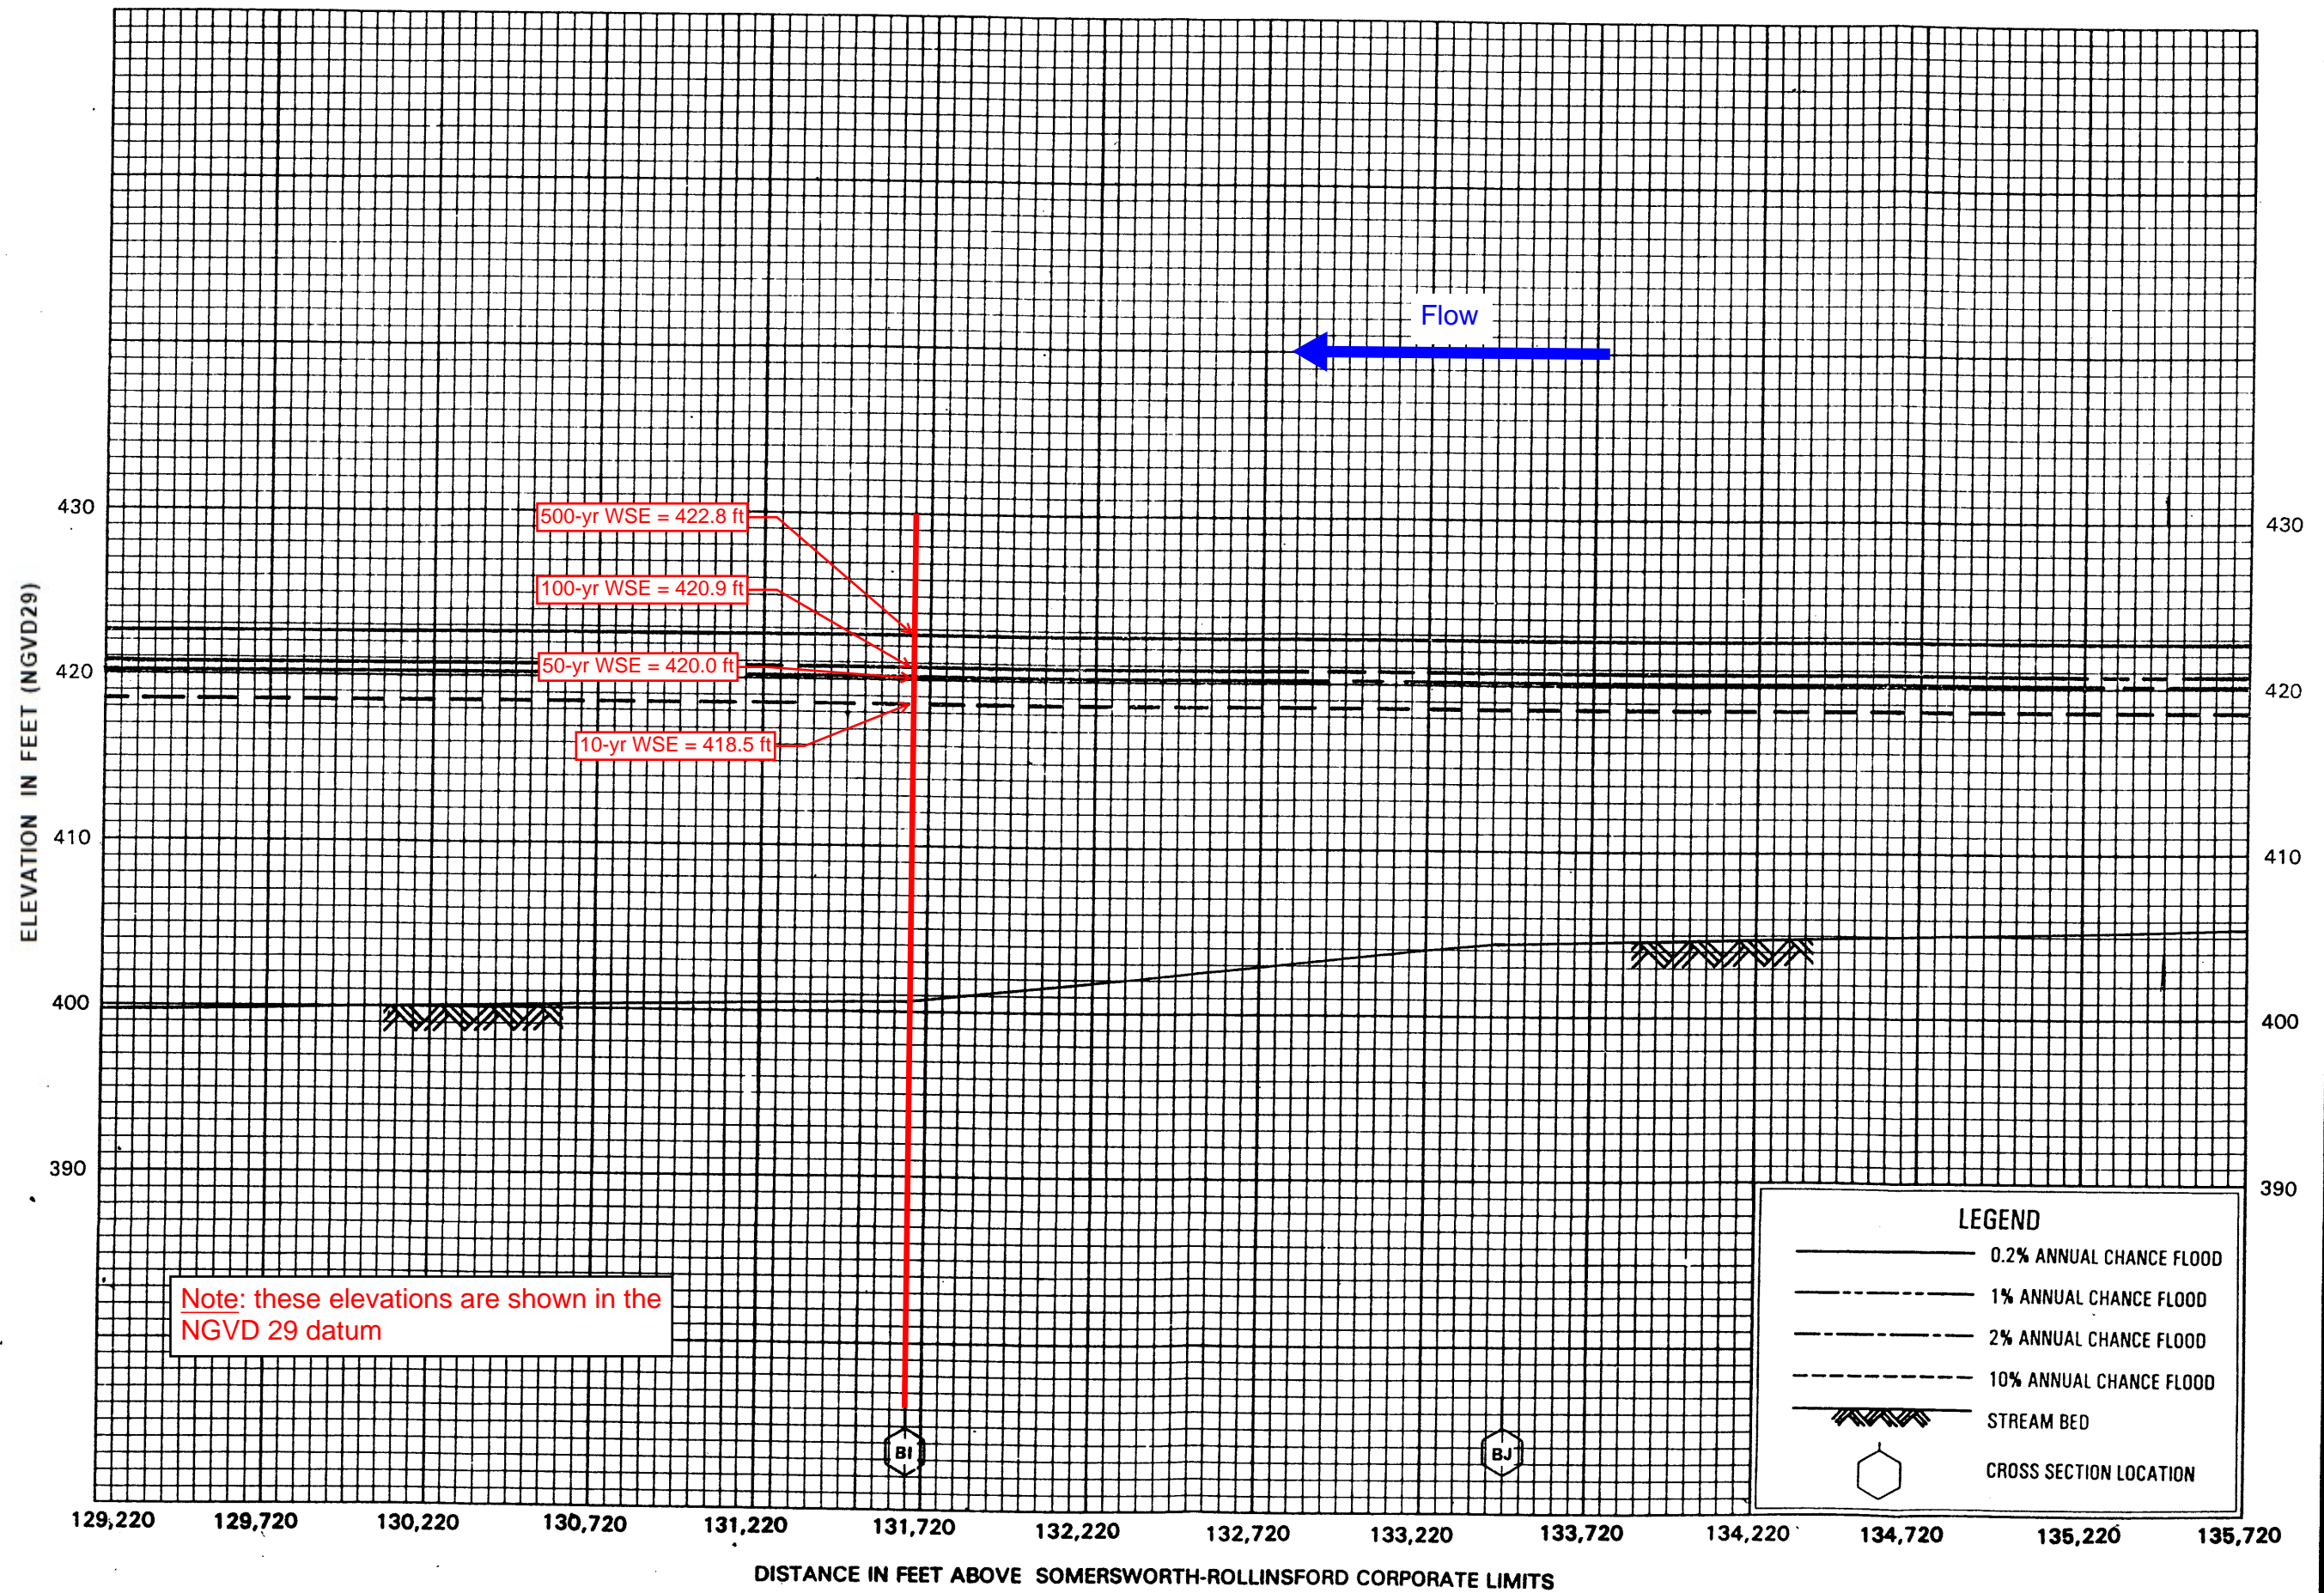 Flow
430
420
410
400
390
ELEVATION IN FEET (NGVD29)
500-yr WSE = 422.8 ft
100-yr WSE = 420.9 ft
50-yr WSE = 420.0 ft
10-yr WSE = 418.5 ft
430
420
410
400
390
Note: these elevations are shown in the
NGVD 29 datum
BI
BJ
LEGEND
0.2% ANNUAL CHANCE FLOOD
1% ANNUAL CHANCE FLOOD
2% ANNUAL CHANCE FLOOD
10% ANNUAL CHANCE FLOOD
STREAM BED
CROSS SECTION LOCATION
129,220 129,720 130,220 130,720 131,220 131,720 132,220 132,720 133,220 133,720 134,220 134,720 135,220 135,720
DISTANCE IN FEET ABOVE SOMERSWORTH-ROLLINSFORD CORPORATE LIMITS